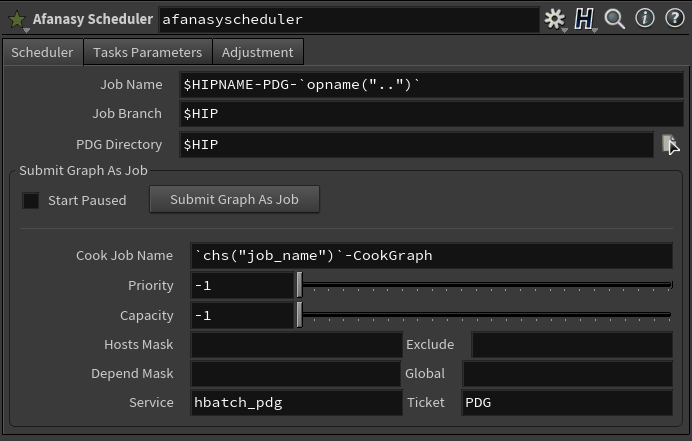 Afanasy Scheduler afanasyscheduler
Scheduler Tasks Parameters Adjustment
Job Name $HIPNAME-PDG-`opname("..")`
Job Branch $HIP
PDG Directory $HIP
Submit Graph As Job
Start Paused Submit Graph As Job
Cook Job Name `chs("job_name")`-CookGraph
Priority -1
Capacity -1
Hosts Mask Exclude
Depend Mask Global
Service hbatch_pdg Ticket PDG